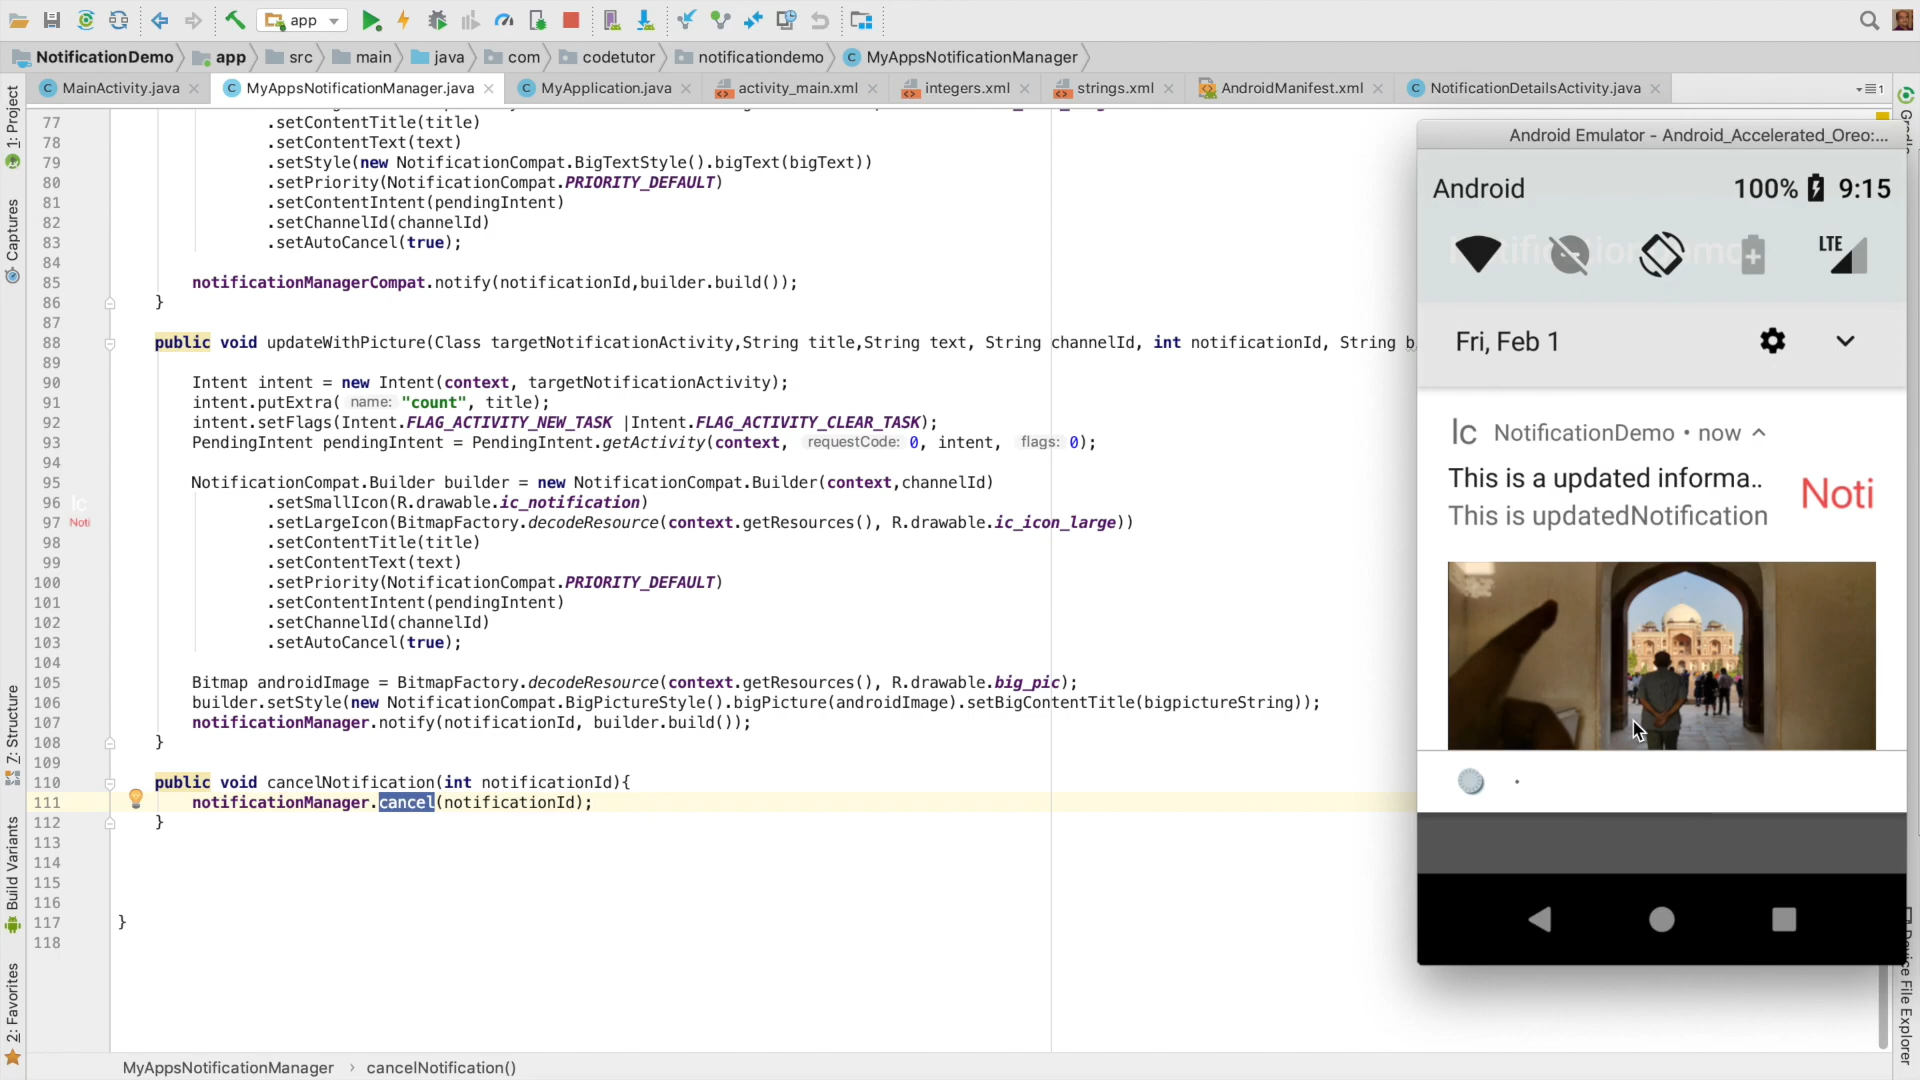 app
NotificationDemo app src main java com codetutor notificationdemo MyAppsNotificationManager
MainActivity.java MyAppsNotificationManager.java MyApplication.java activity_main.xml integers.xml strings.xml AndroidManifest.xml NotificationDetailsActivity.java
1: Project
Captures
7: Structure
Build Variants
2: Favorites
77 .setContentTitle(title)
78 .setContentText(text)
79 .setStyle(new NotificationCompat.BigTextStyle().bigText(bigText))
80 .setPriority(NotificationCompat.PRIORITY_DEFAULT)
81 .setContentIntent(pendingIntent)
82 .setChannelId(channelId)
83 .setAutoCancel(true);
84
85 notificationManagerCompat.notify(notificationId,builder.build());
86 }
87
88 public void updateWithPicture(Class targetNotificationActivity,String title,String text, String channelId, int notificationId, String b
89
90 Intent intent = new Intent(context, targetNotificationActivity);
91 intent.putExtra( name: "count", title);
92 intent.setFlags(Intent.FLAG_ACTIVITY_NEW_TASK |Intent.FLAG_ACTIVITY_CLEAR_TASK);
93 PendingIntent pendingIntent = PendingIntent.getActivity(context, requestCode: 0, intent, flags: 0);
94
95 NotificationCompat.Builder builder = new NotificationCompat.Builder(context,channelId)
96 Ic .setSmallIcon(R.drawable.ic_notification)
97 Noti .setLargeIcon(BitmapFactory.decodeResource(context.getResources(), R.drawable.ic_icon_large))
98 .setContentTitle(title)
99 .setContentText(text)
100 .setPriority(NotificationCompat.PRIORITY_DEFAULT)
101 .setContentIntent(pendingIntent)
102 .setChannelId(channelId)
103 .setAutoCancel(true);
104
105 Bitmap androidImage = BitmapFactory.decodeResource(context.getResources(), R.drawable.big_pic);
106 builder.setStyle(new NotificationCompat.BigPictureStyle().bigPicture(androidImage).setBigContentTitle(bigpictureString));
107 notificationManager.notify(notificationId, builder.build());
108 }
109
110 public void cancelNotification(int notificationId){
111 notificationManager.cancel(notificationId);
112 }
113
114
115
116
117 }
118
MyAppsNotificationManager › cancelNotification()
Android Emulator - Android_Accelerated_Oreo:...
Android 100% 9:15
LTE
Fri, Feb 1
Ic NotificationDemo • now
This is a updated informa..
This is updatedNotification
Noti
Device File Explorer